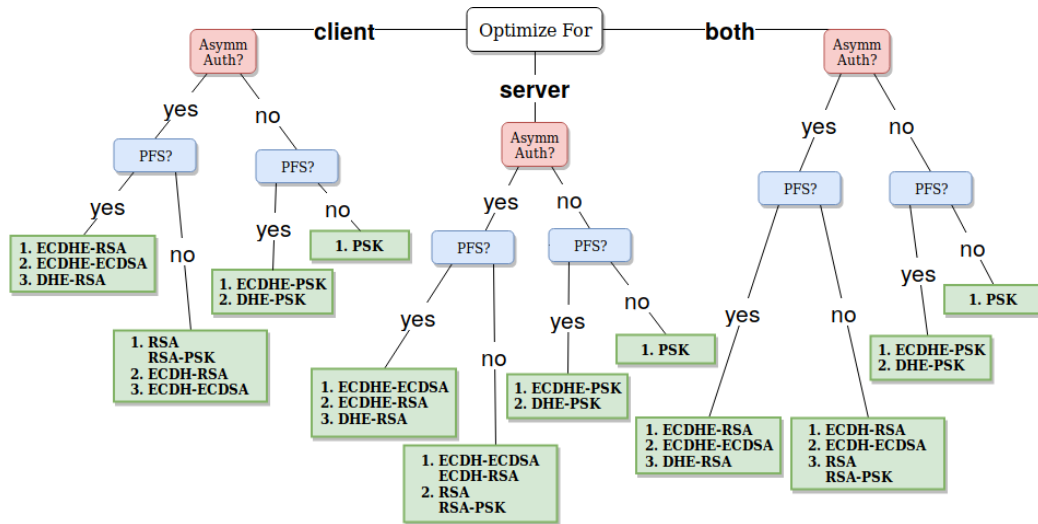 Optimize For
client
server
both
Asymm
Auth?
yes
no
PFS?
PFS?
yes
no
yes
no
1. ECDHE-RSA
2. ECDHE-ECDSA
3. DHE-RSA
1. RSA
RSA-PSK
2. ECDH-RSA
3. ECDH-ECDSA
1. ECDHE-PSK
2. DHE-PSK
1. PSK
Asymm
Auth?
yes
no
PFS?
PFS?
yes
no
yes
no
1. ECDHE-ECDSA
2. ECDHE-RSA
3. DHE-RSA
1. ECDH-ECDSA
ECDH-RSA
2. RSA
RSA-PSK
1. ECDHE-PSK
2. DHE-PSK
1. PSK
Asymm
Auth?
yes
no
PFS?
PFS?
yes
no
yes
no
1. ECDHE-RSA
2. ECDHE-ECDSA
3. DHE-RSA
1. ECDH-RSA
2. ECDH-ECDSA
3. RSA
RSA-PSK
1. ECDHE-PSK
2. DHE-PSK
1. PSK